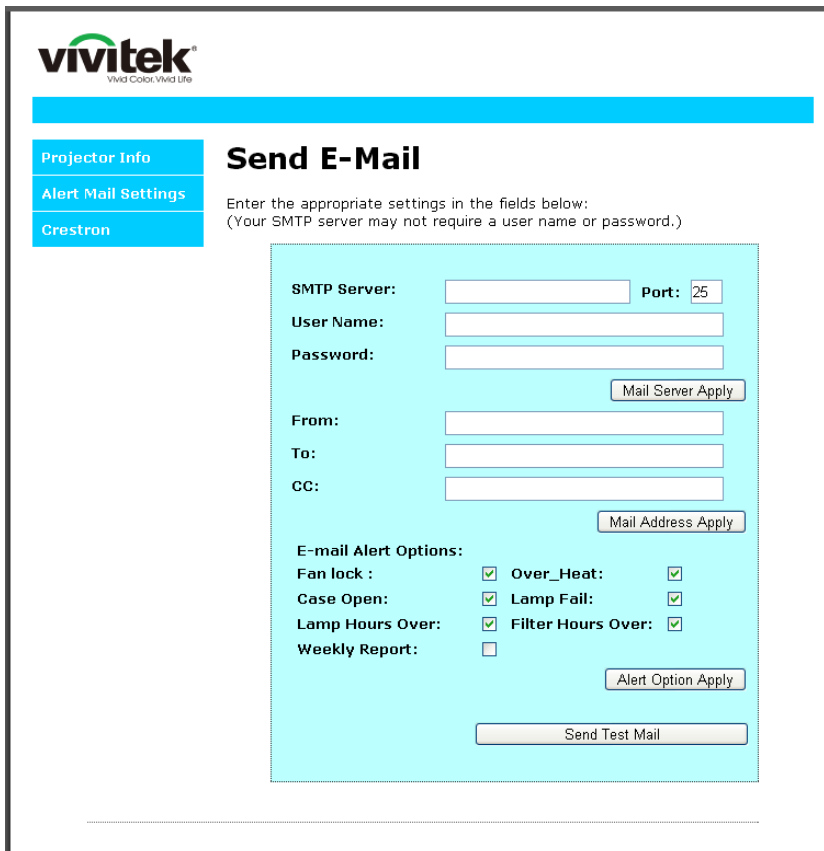 vivitek®
Vivid Color. Vivid Life
Projector Info
Alert Mail Settings
Crestron
Send E-Mail
Enter the appropriate settings in the fields below:
(Your SMTP server may not require a user name or password.)
SMTP Server: Port: 25
User Name:
Password:
Mail Server Apply
From:
To:
CC:
Mail Address Apply
E-mail Alert Options:
Fan lock : Over_Heat:
Case Open: Lamp Fail:
Lamp Hours Over: Filter Hours Over:
Weekly Report:
Alert Option Apply
Send Test Mail